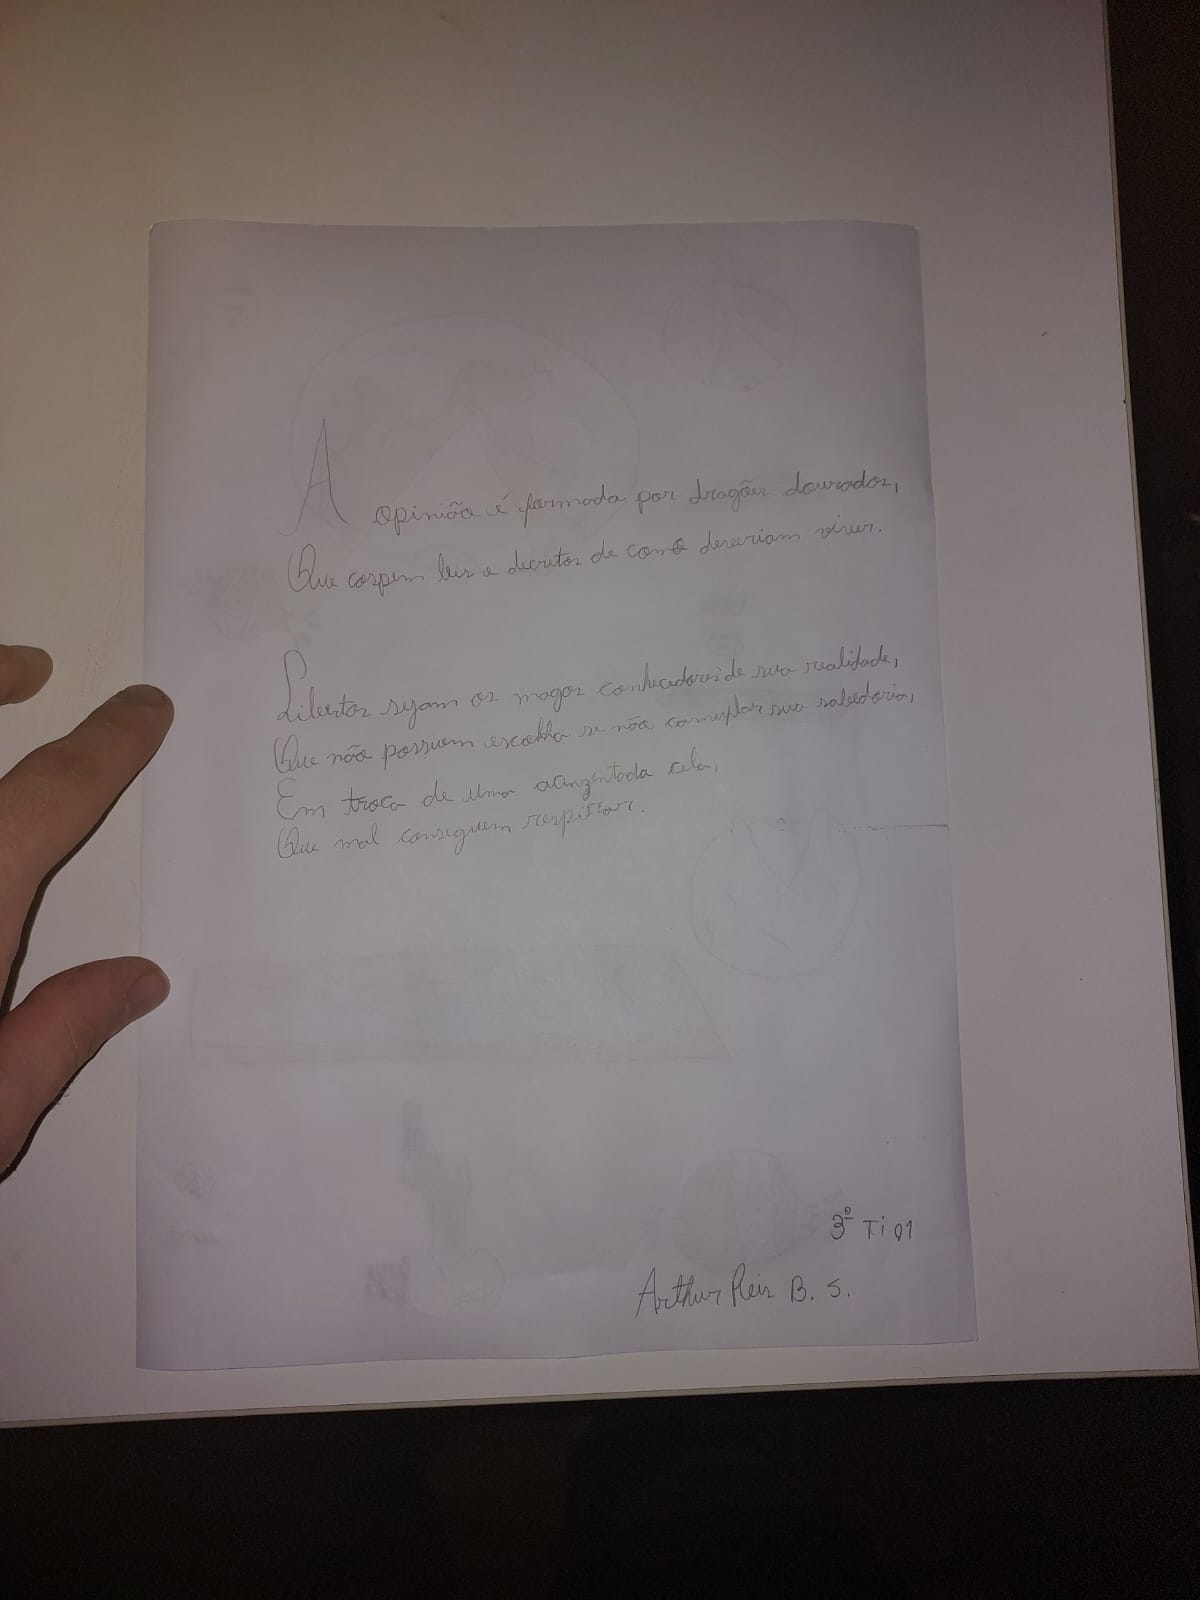 A opinião é formada por dragões dourados,
Que cospem leis e decretos de como deveriam viver.
Libertos sejam os magos conhecedores de sua realidade,
Que não possuem escolha se não corromper sua sabedoria,
Em troca de uma acinzentada cela,
Que mal conseguem respirar.
3º Ti 01
Arthur Reis B. S.